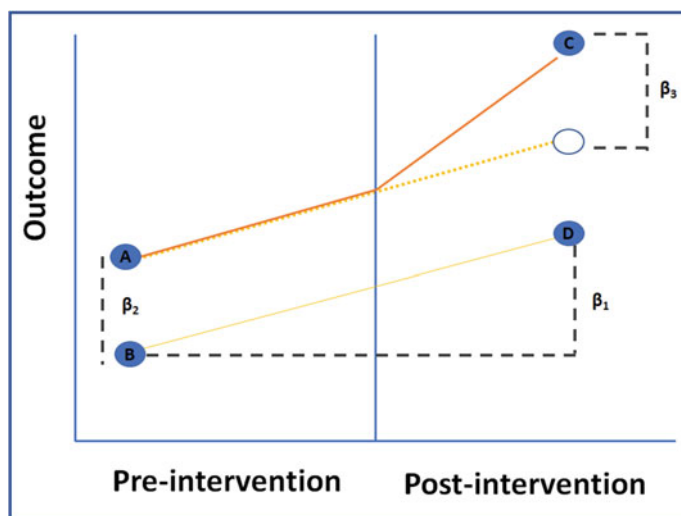 C
β₃
Outcome
D
A
β₂
β₁
B
Pre-intervention
Post-intervention